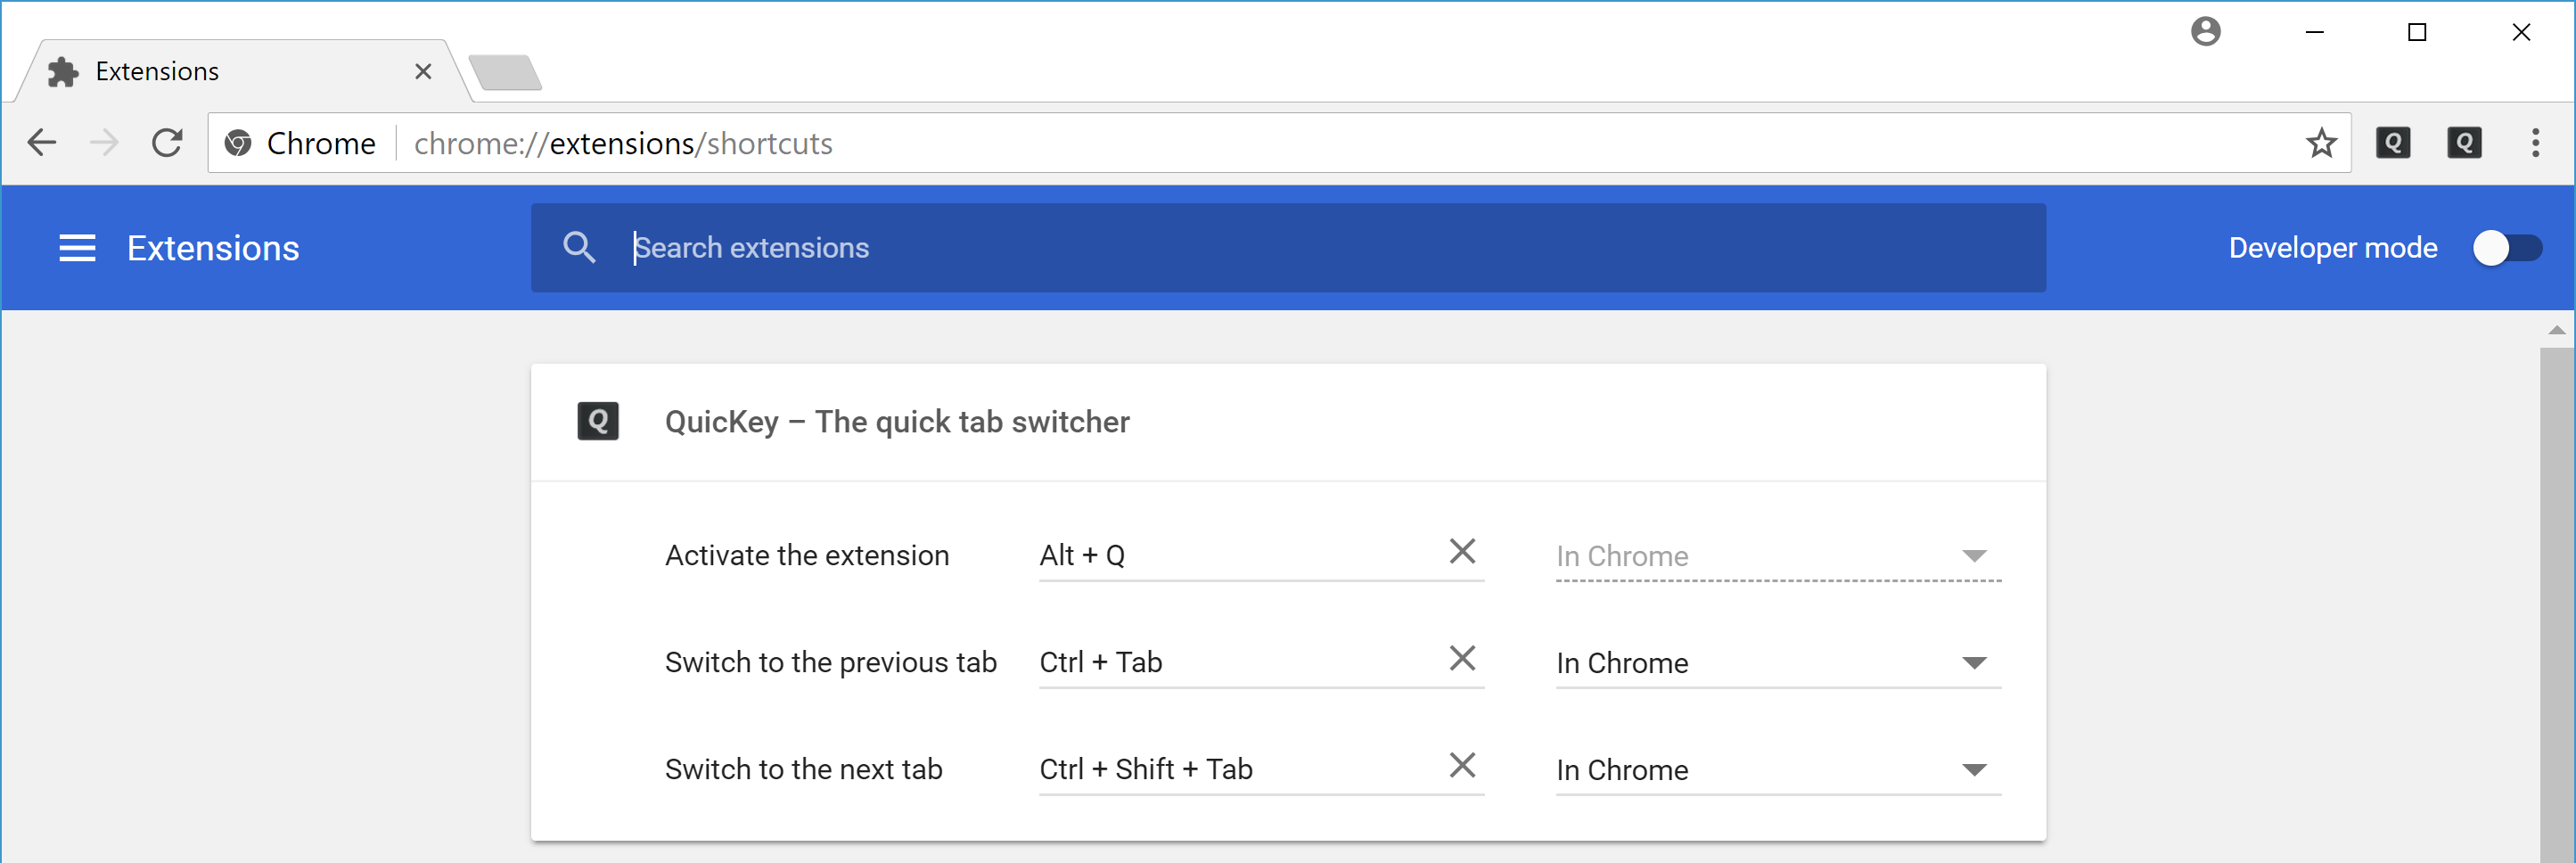 Extensions
Chrome chrome://extensions/shortcuts Q Q
Extensions Search extensions Developer mode
Q QuicKey – The quick tab switcher
Activate the extension Alt + Q In Chrome
Switch to the previous tab Ctrl + Tab In Chrome
Switch to the next tab Ctrl + Shift + Tab In Chrome